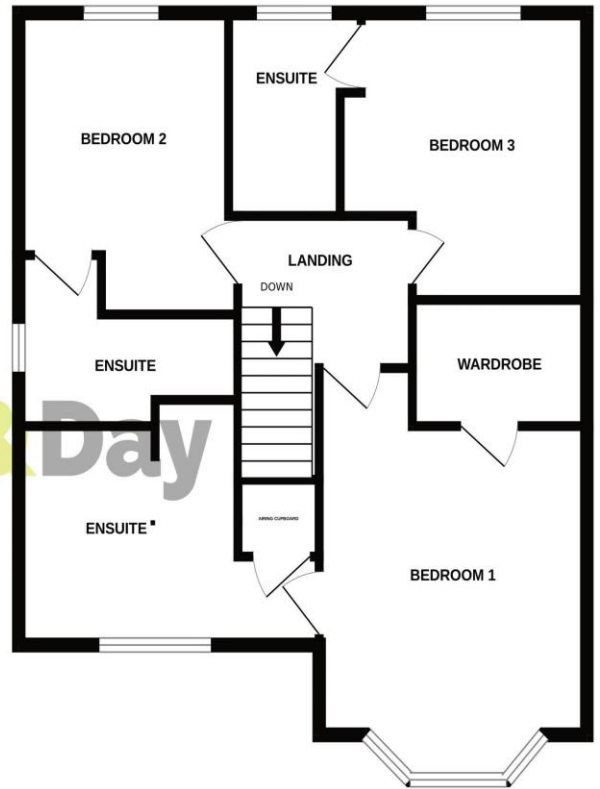 ENSUITE
BEDROOM 2
BEDROOM 3
LANDING
DOWN
ENSUITE
WARDROBE
&Day
AIRING CUPBOARD
ENSUITE
BEDROOM 1